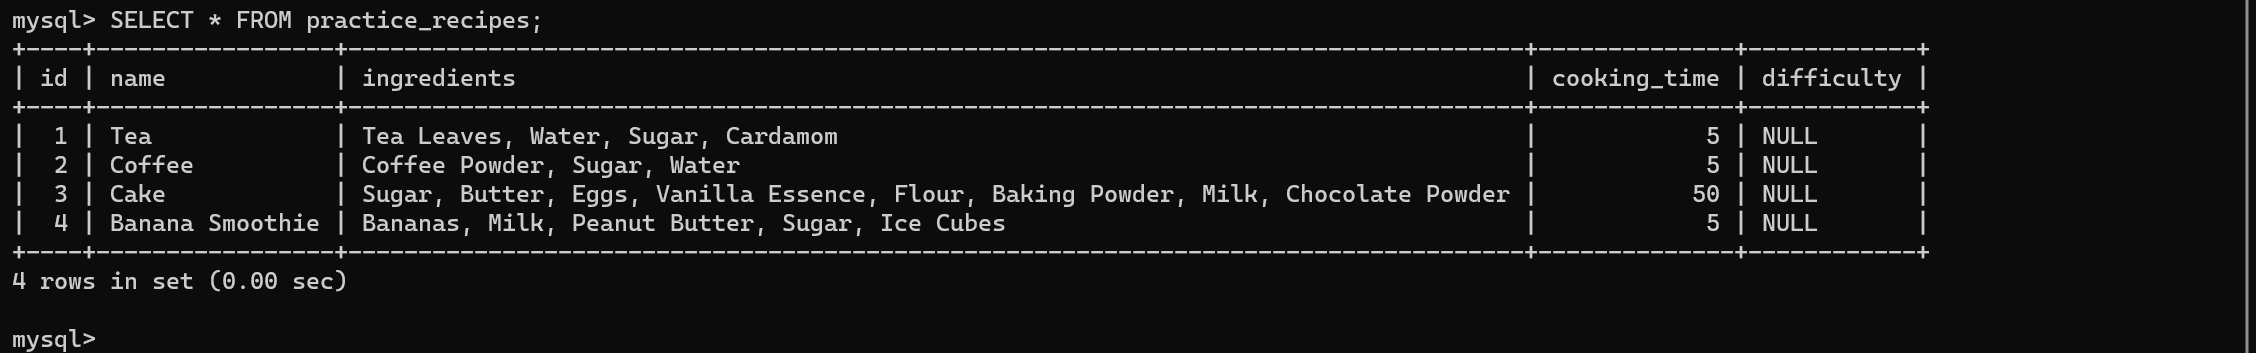 mysql> SELECT * FROM practice_recipes;
+----+-----------------+------------------------------------------------------------------------------------+--------------+------------+
| id | name            | ingredients                                                                        | cooking_time | difficulty |
+----+-----------------+------------------------------------------------------------------------------------+--------------+------------+
|  1 | Tea             | Tea Leaves, Water, Sugar, Cardamom                                                 |            5 | NULL       |
|  2 | Coffee          | Coffee Powder, Sugar, Water                                                        |            5 | NULL       |
|  3 | Cake            | Sugar, Butter, Eggs, Vanilla Essence, Flour, Baking Powder, Milk, Chocolate Powder |           50 | NULL       |
|  4 | Banana Smoothie | Bananas, Milk, Peanut Butter, Sugar, Ice Cubes                                     |            5 | NULL       |
+----+-----------------+------------------------------------------------------------------------------------+--------------+------------+
4 rows in set (0.00 sec)
mysql>